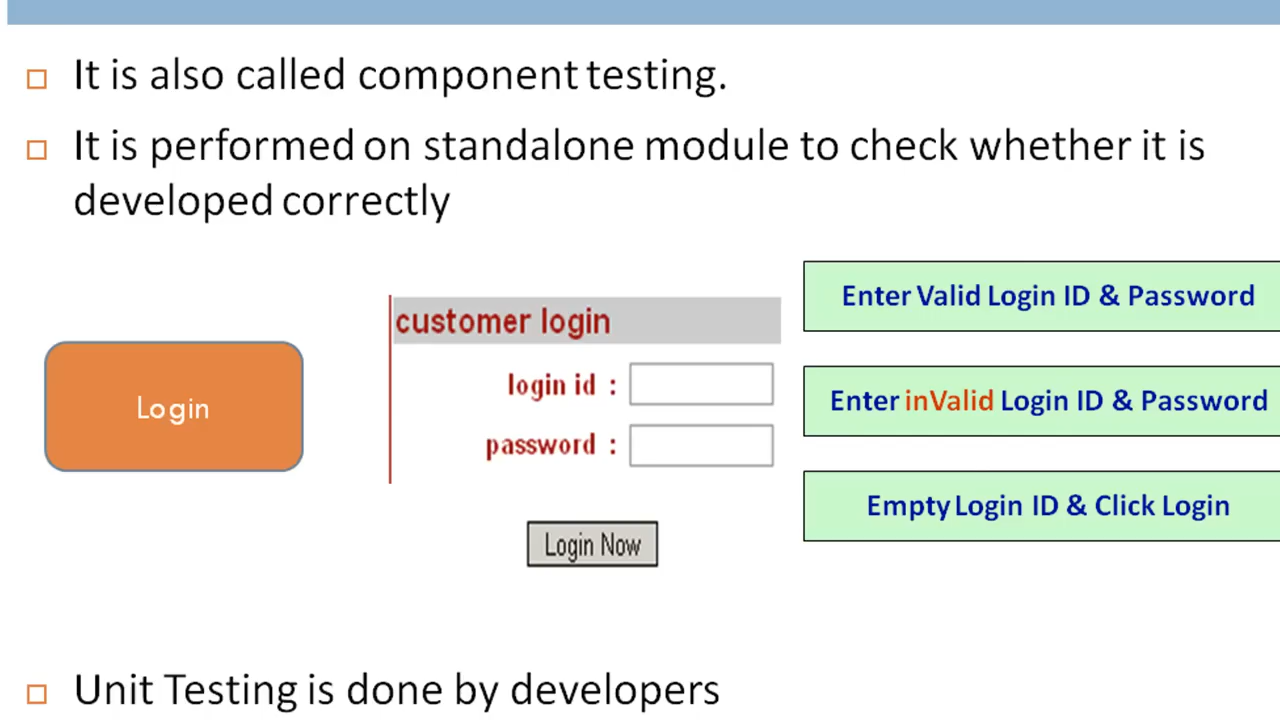 It is also called component testing.
It is performed on standalone module to check whether it is
developed correctly
Login
customer login
login id :
password :
Login Now
Enter Valid Login ID & Password
Enter inValid Login ID & Password
Empty Login ID & Click Login
Unit Testing is done by developers